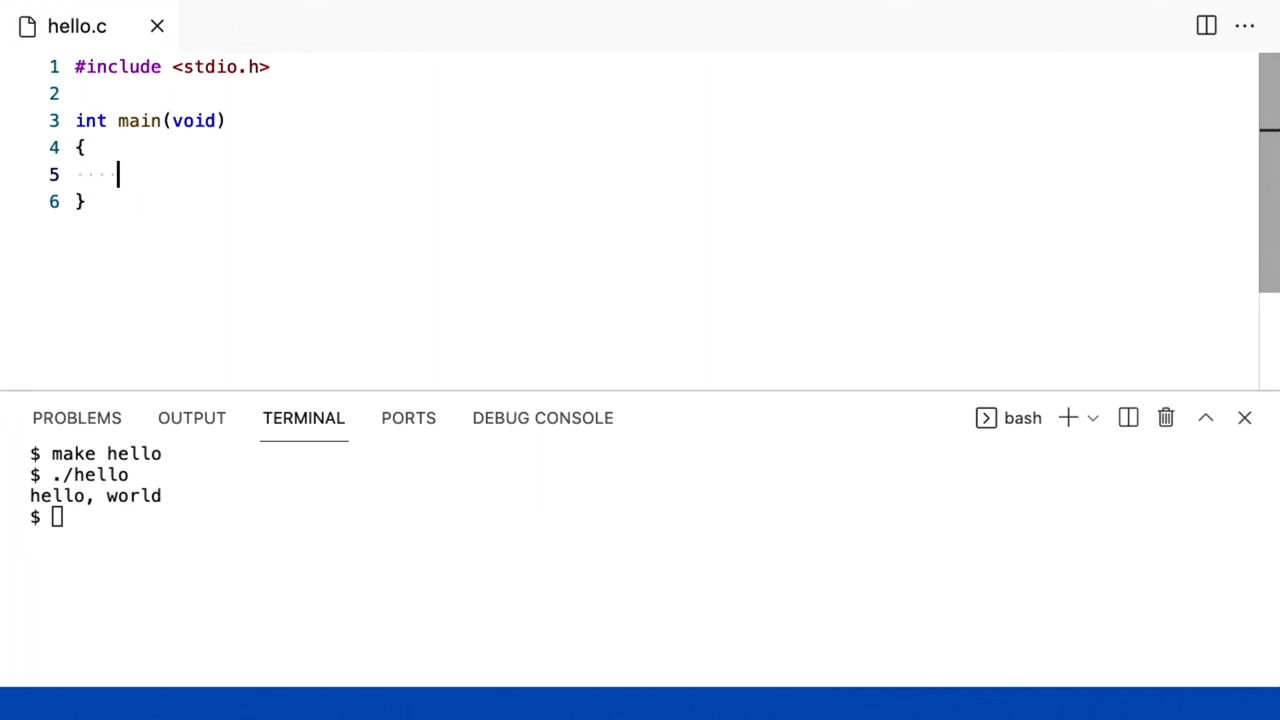 hello.c
1 #include <stdio.h>
2
3 int main(void)
4 {
5
6 }
PROBLEMS OUTPUT TERMINAL PORTS DEBUG CONSOLE bash
$ make hello
$ ./hello
hello, world
$